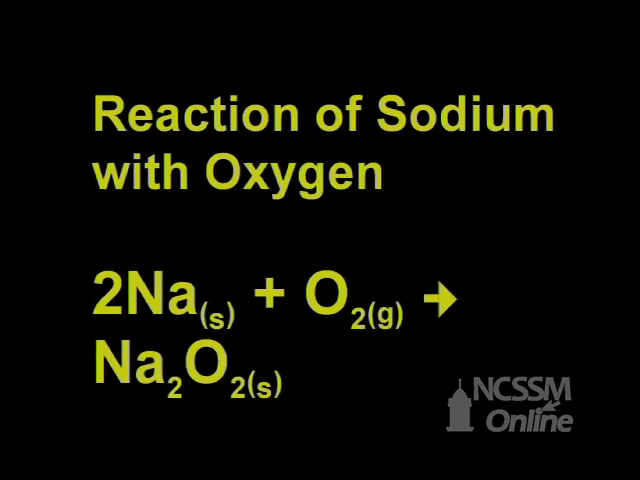 Reaction of Sodium
with Oxygen
2Na(s) + O2(g) →
Na2O2(s)
NCSSM
Online